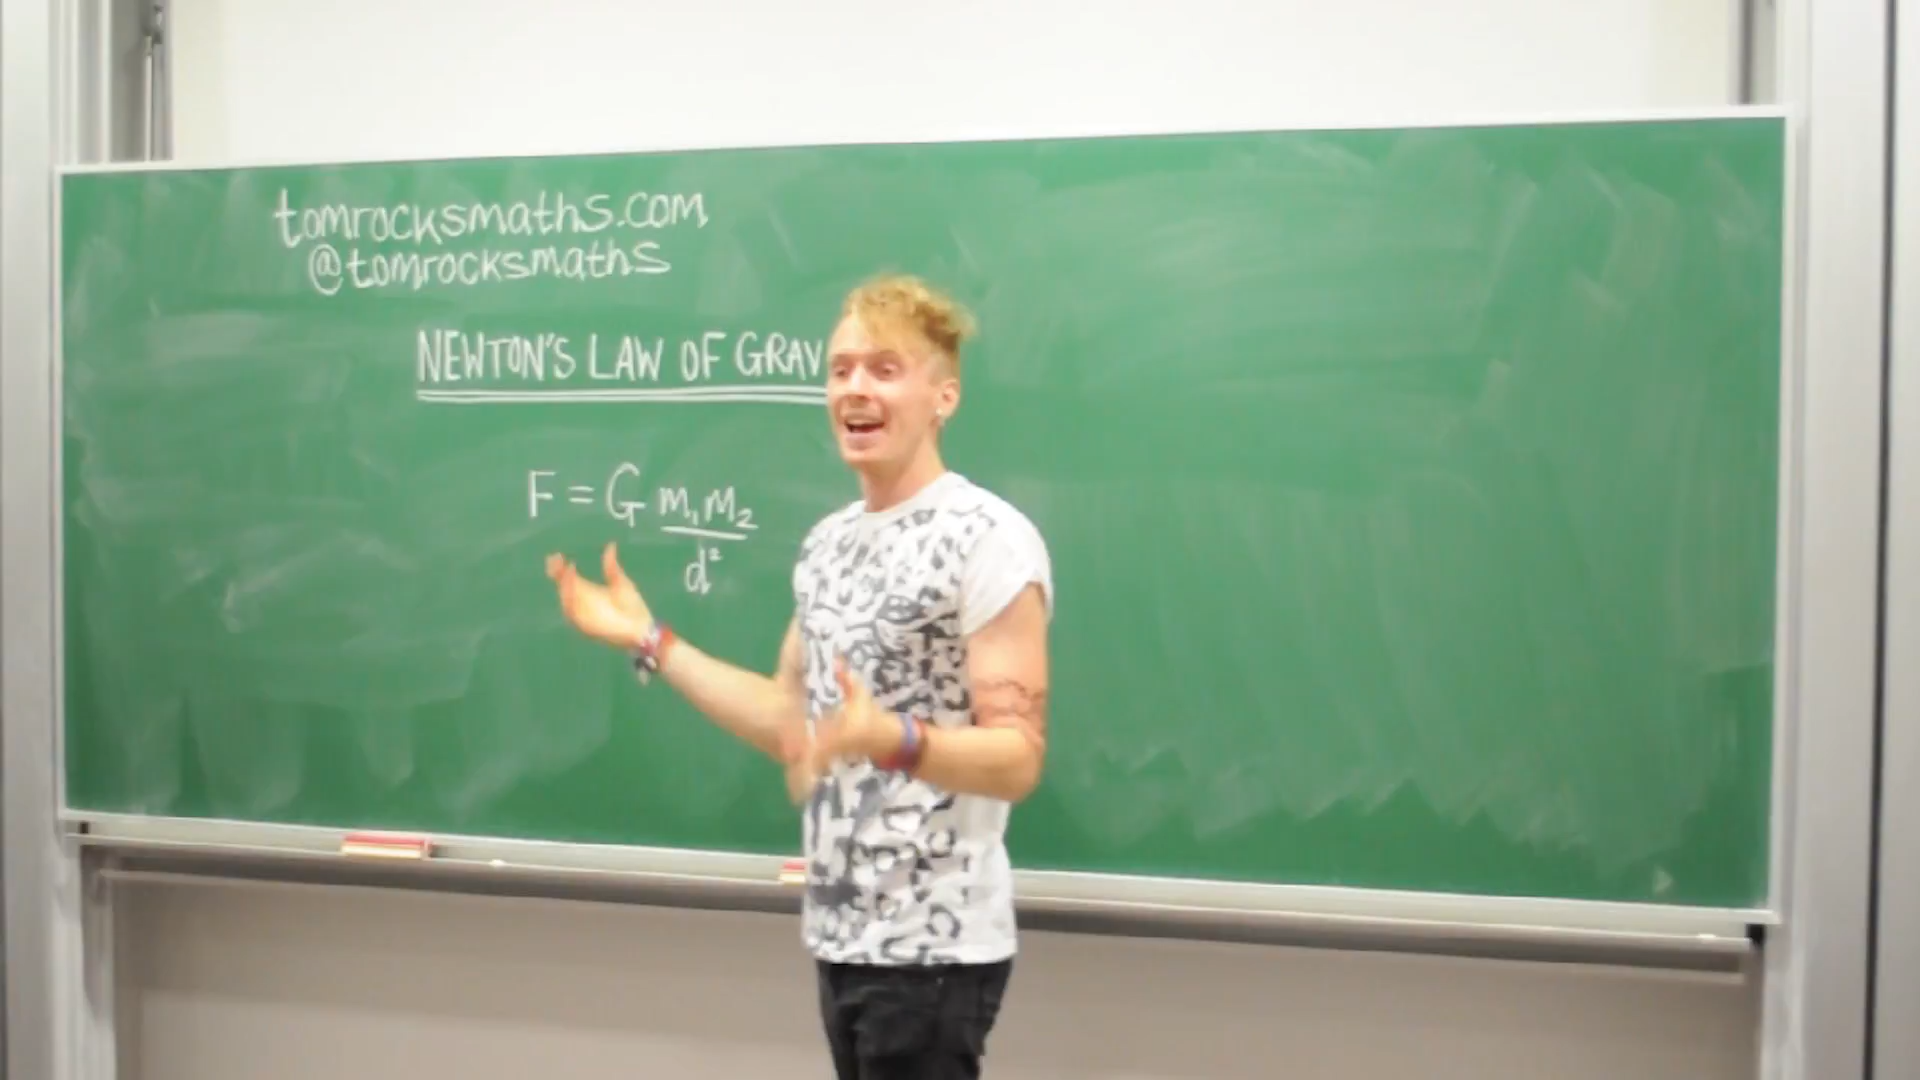 tomrocksmaths.com
@tomrocksmaths
NEWTON'S LAW OF GRAV
F = G m₁m₂
d²